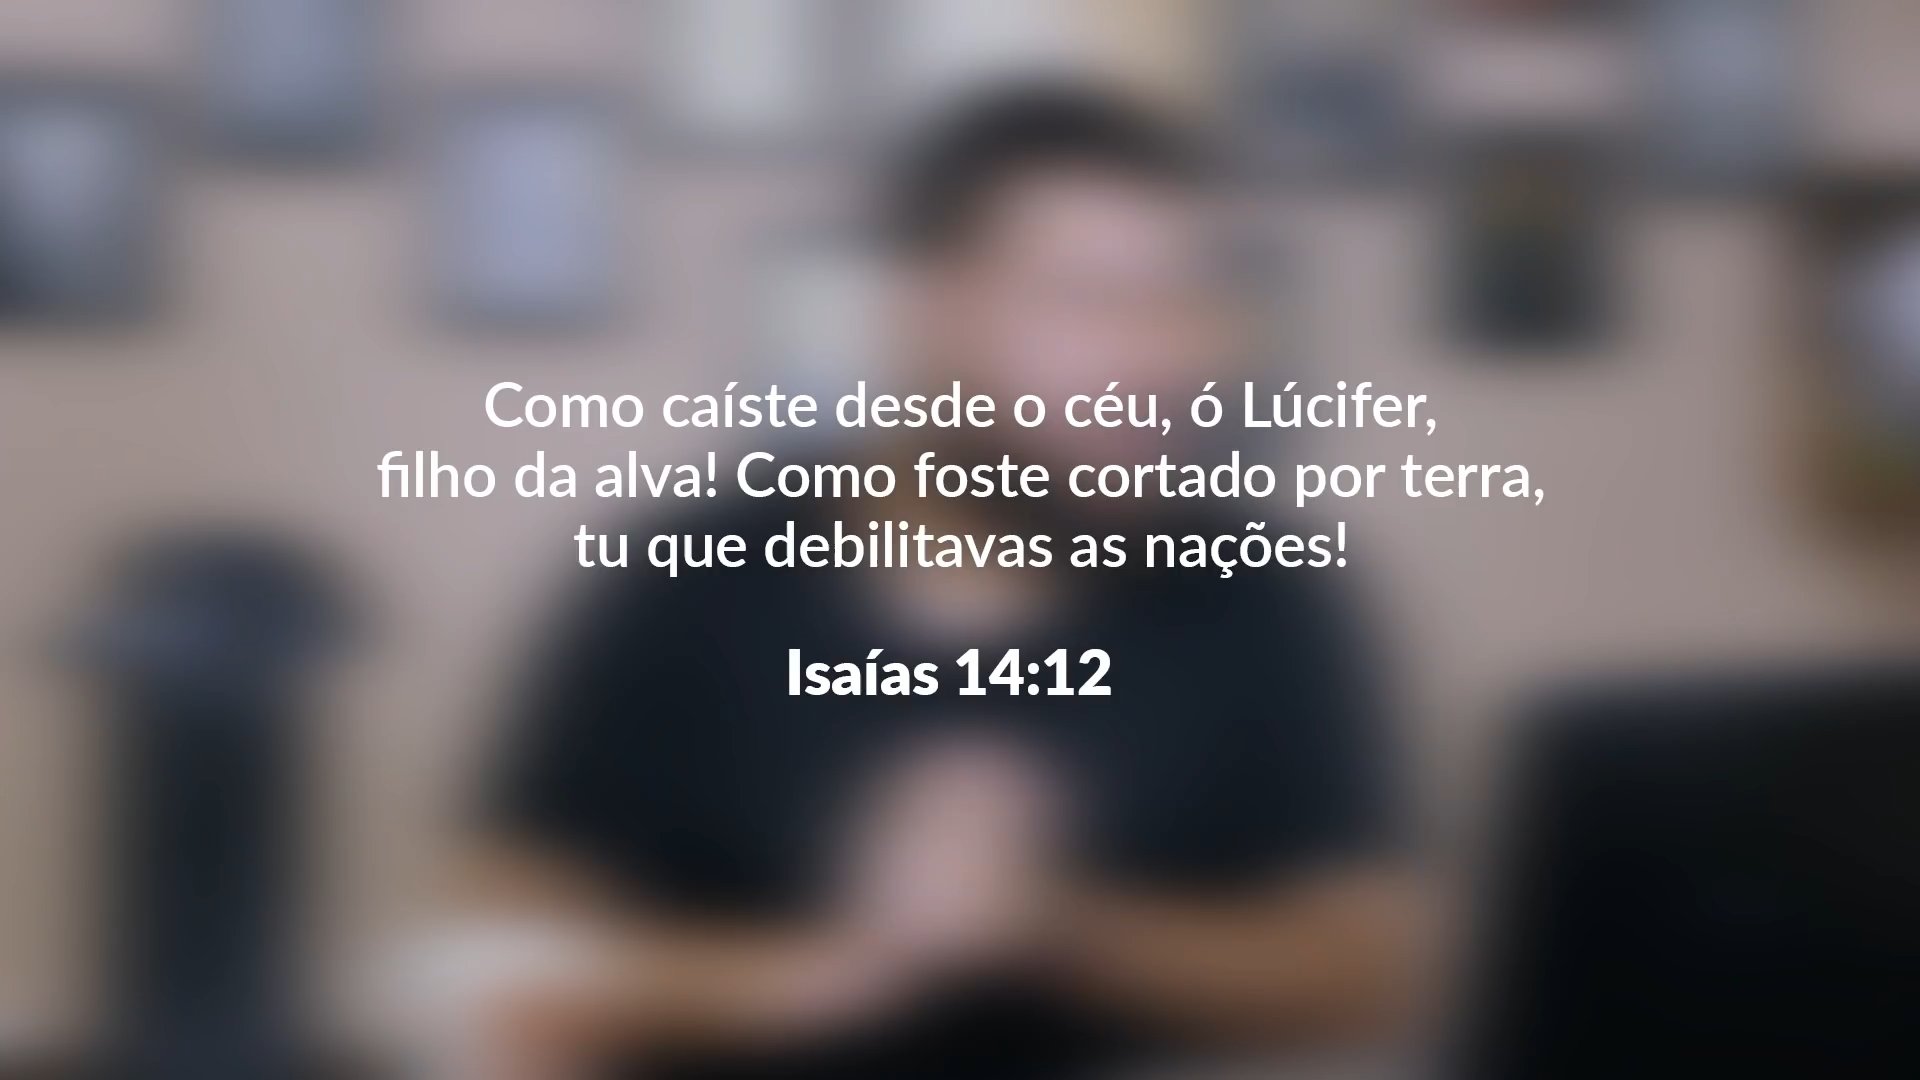 Como caíste desde o céu, ó Lúcifer,
filho da alva! Como foste cortado por terra,
tu que debilitavas as nações!
Isaías 14:12